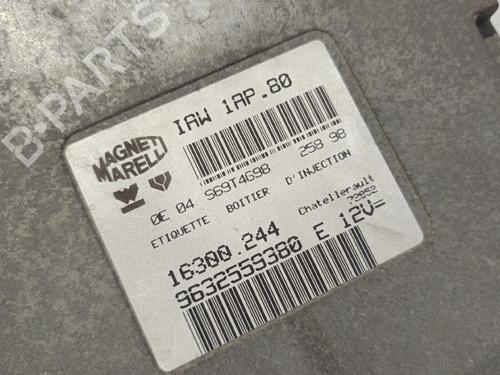 B-PARTS
MAGNETI
MARELLI
IAW 1AP.80
0E 04 S69T4698 258 98
ETIQUETTE BOITIER D'INJECTION
16300.244 Chatellerault
72052
9632559380 E 12V=